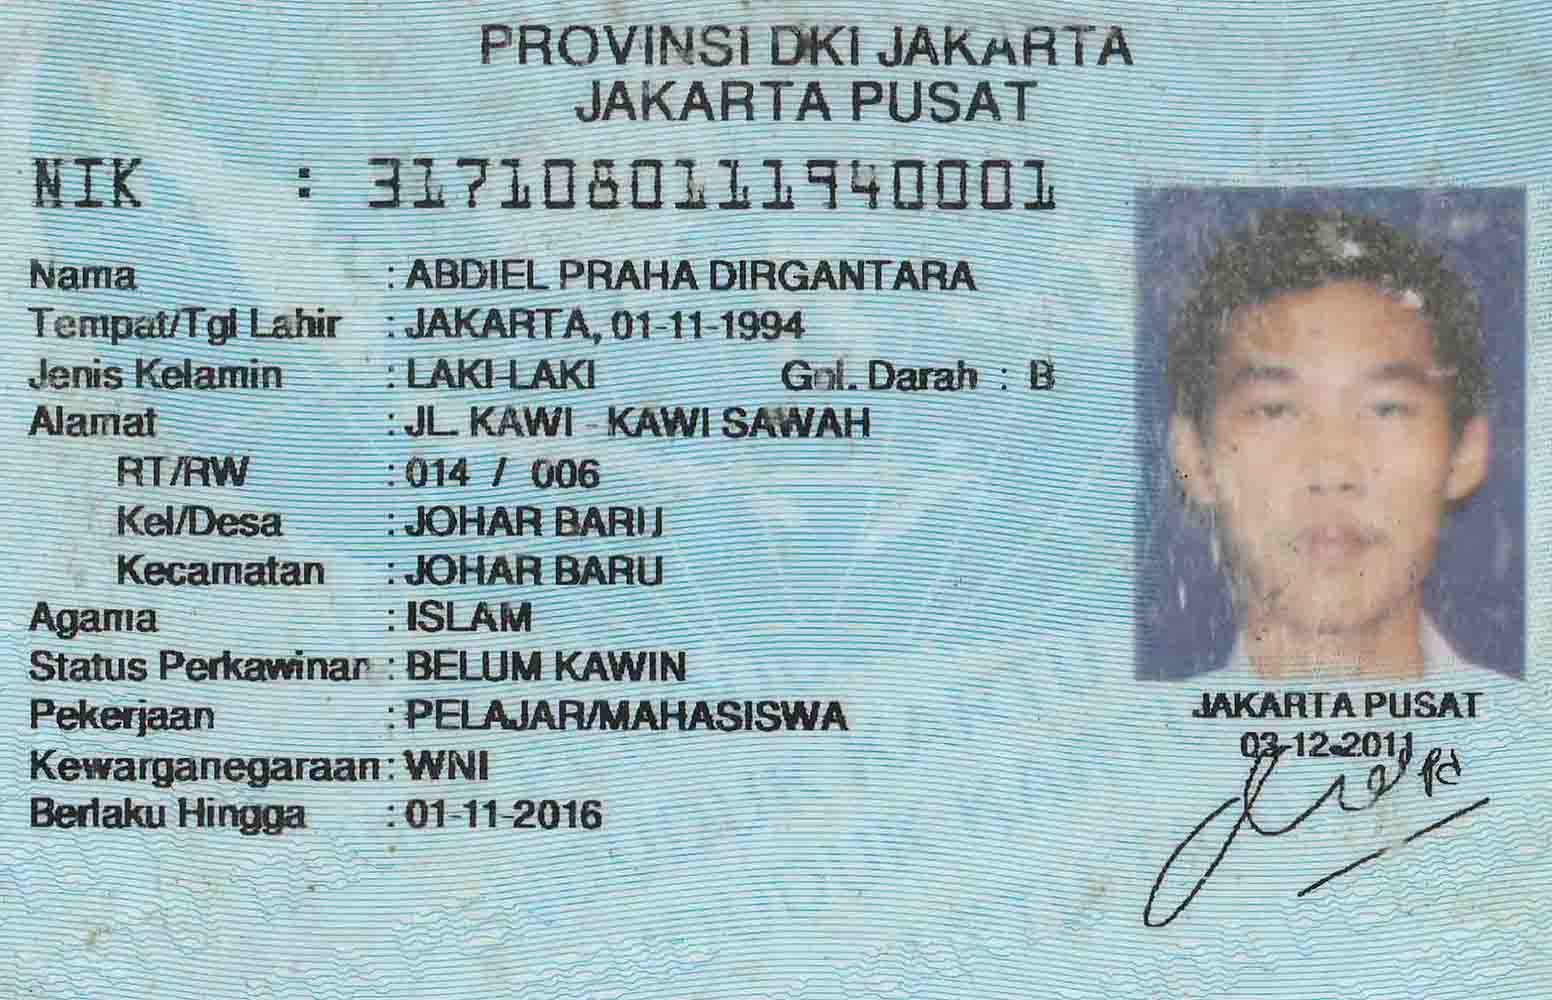 PROVINSI DKI JAKARTA
JAKARTA PUSAT
NIK : 3171080111940001
Nama : ABDIEL PRAHA DIRGANTARA
Tempat/Tgl Lahir : JAKARTA, 01-11-1994
Jenis Kelamin : LAKI-LAKI Gol. Darah : B
Alamat : JL. KAWI - KAWI SAWAH
RT/RW : 014 / 006
Kel/Desa : JOHAR BARU
Kecamatan : JOHAR BARU
Agama : ISLAM
Status Perkawinan : BELUM KAWIN
Pekerjaan : PELAJAR/MAHASISWA
Kewarganegaraan : WNI
Berlaku Hingga : 01-11-2016
JAKARTA PUSAT
03-12-2011